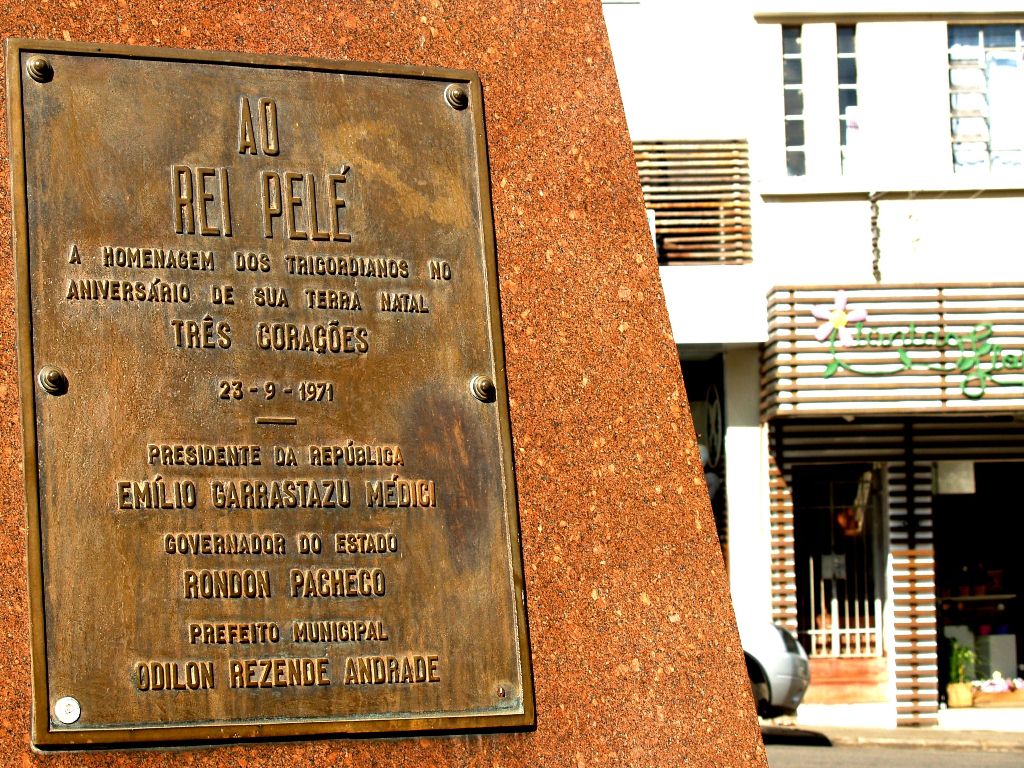 AO
REI PELÉ
A HOMENAGEM DOS TRICORDIANOS NO
ANIVERSÁRIO DE SUA TERRA NATAL
TRÊS CORAÇÕES
23-9-1971
PRESIDENTE DA REPÚBLICA
EMÍLIO GARRASTAZU MÉDICI
GOVERNADOR DO ESTADO
RONDON PACHECO
PREFEITO MUNICIPAL
ODILON REZENDE ANDRADE